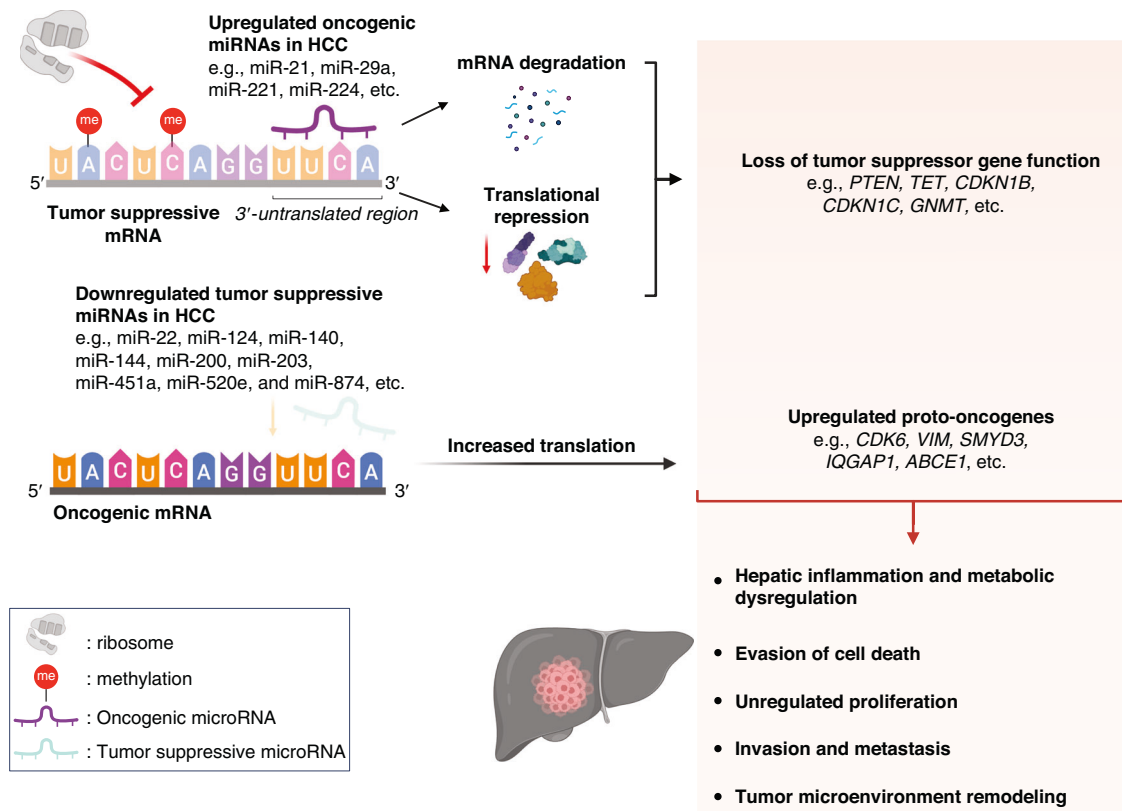 Upregulated oncogenic
miRNAs in HCC
e.g., miR-21, miR-29a,
miR-221, miR-224, etc.
me
me
U A C U C A G G U U C A
5′
3′
Tumor suppressive
mRNA
3′-untranslated region
mRNA degradation
Translational
repression
Loss of tumor suppressor gene function
e.g., PTEN, TET, CDKN1B,
CDKN1C, GNMT, etc.
Downregulated tumor suppressive
miRNAs in HCC
e.g., miR-22, miR-124, miR-140,
miR-144, miR-200, miR-203,
miR-451a, miR-520e, and miR-874, etc.
U A C U C A G G U U C A
5′
3′
Oncogenic mRNA
Increased translation
Upregulated proto-oncogenes
e.g., CDK6, VIM, SMYD3,
IQGAP1, ABCE1, etc.
• Hepatic inflammation and metabolic
dysregulation
• Evasion of cell death
• Unregulated proliferation
• Invasion and metastasis
• Tumor microenvironment remodeling
: ribosome
me
: methylation
: Oncogenic microRNA
: Tumor suppressive microRNA